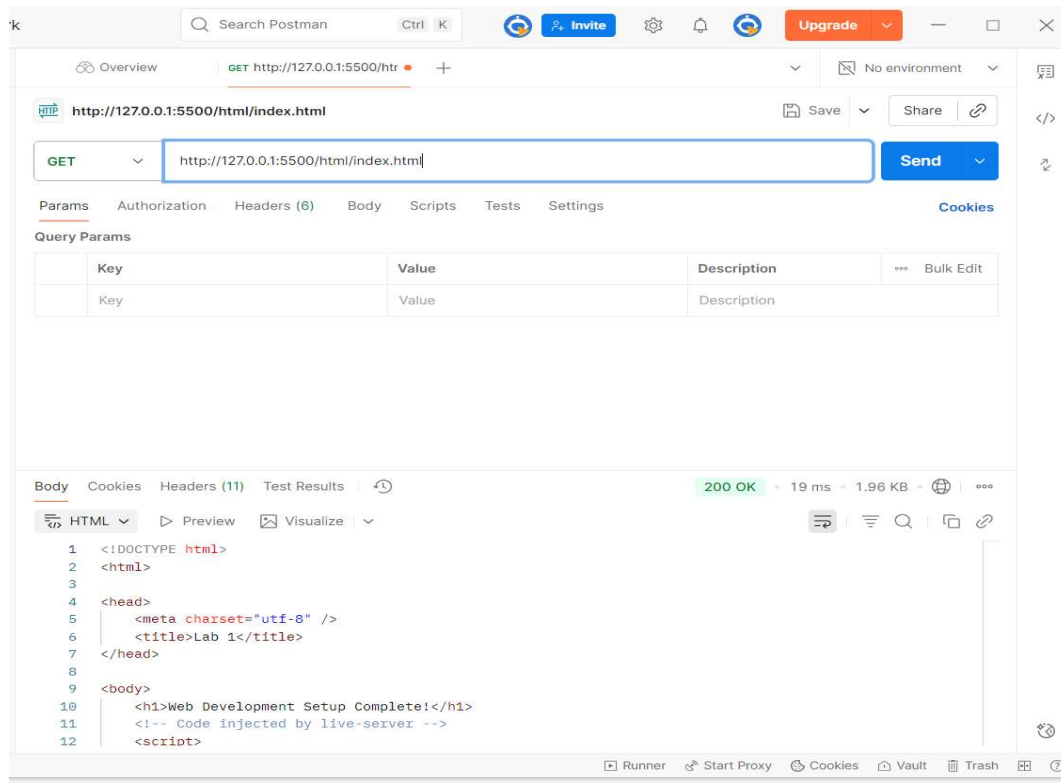 rk
Search Postman Ctrl K Invite Upgrade
Overview GET http://127.0.0.1:5500/htr + No environment
HTTP http://127.0.0.1:5500/html/index.html Save Share
GET http://127.0.0.1:5500/html/index.html Send
Params Authorization Headers (6) Body Scripts Tests Settings Cookies
Query Params
Key Value Description Bulk Edit
Key Value Description
Body Cookies Headers (11) Test Results 200 OK 19 ms 1.96 KB
HTML Preview Visualize
1 <!DOCTYPE html>
2 <html>
3
4 <head>
5 <meta charset="utf-8" />
6 <title>Lab 1</title>
7 </head>
8
9 <body>
10 <h1>Web Development Setup Complete!</h1>
11 <!-- Code injected by live-server -->
12 <script>
Runner Start Proxy Cookies Vault Trash